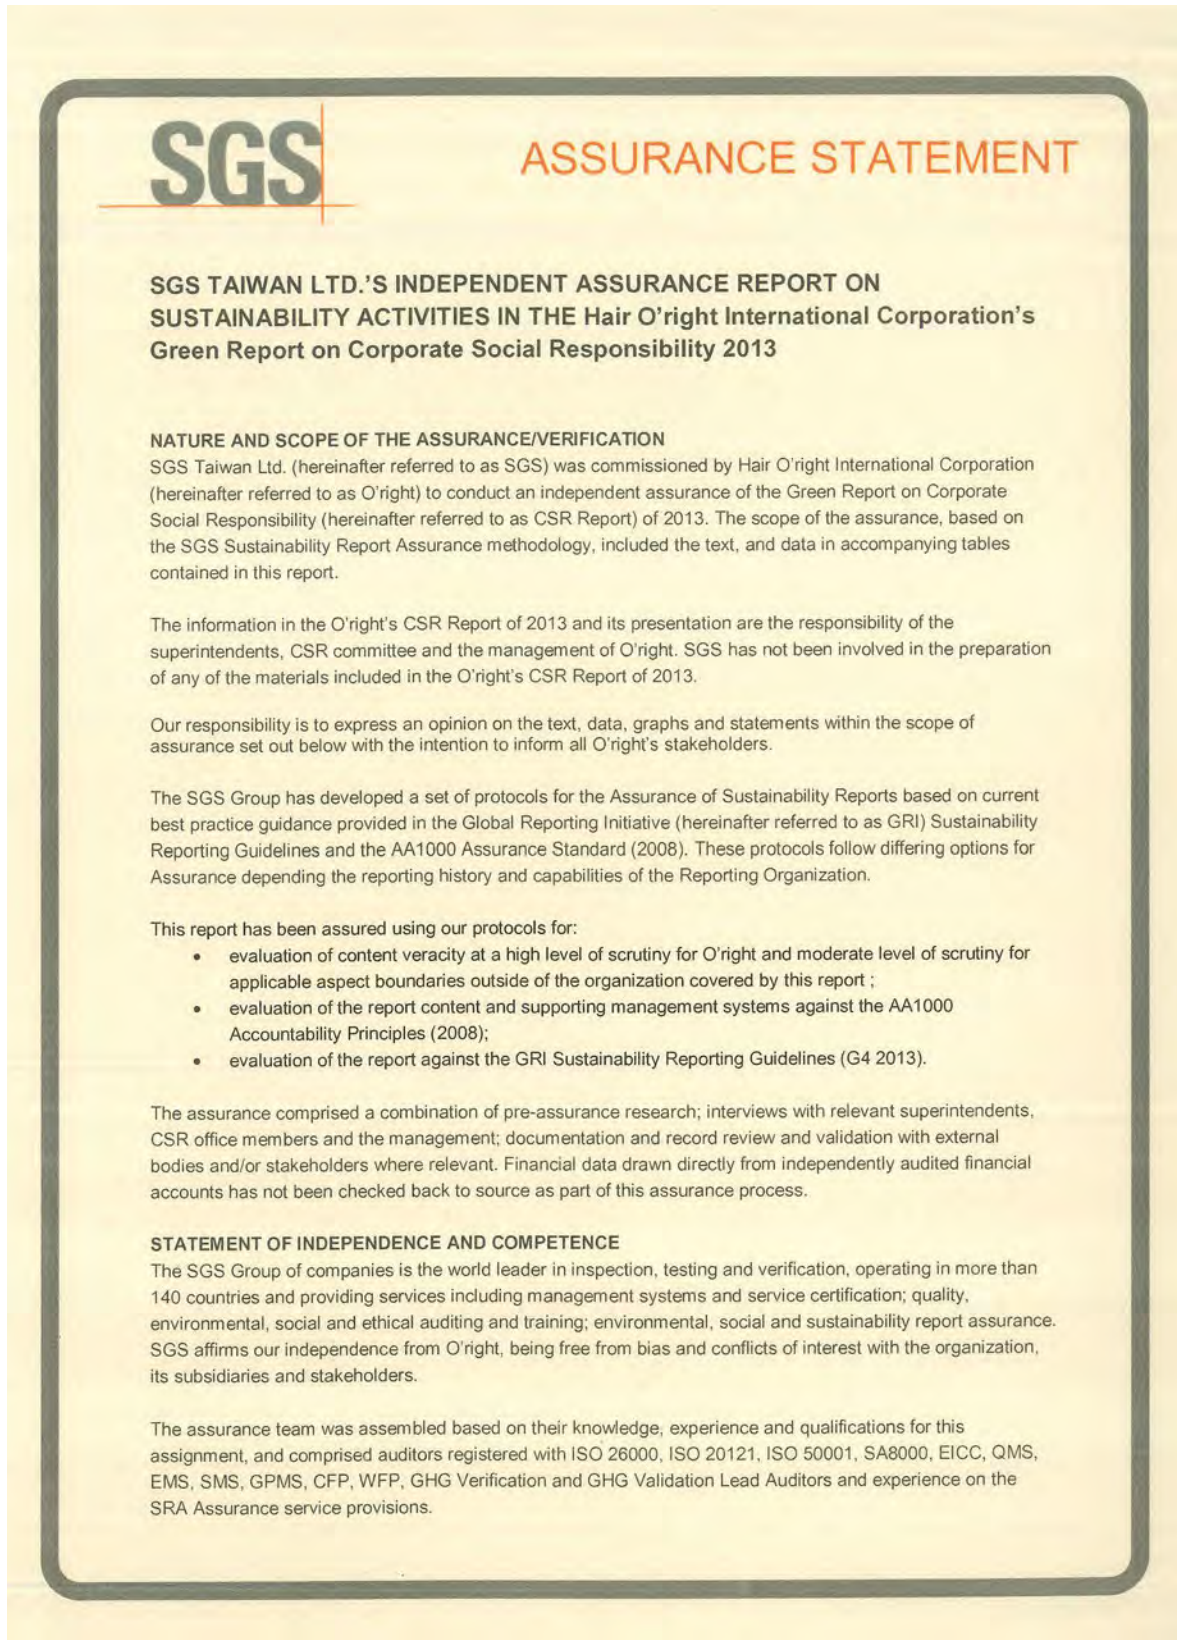 SGS
ASSURANCE STATEMENT
SGS TAIWAN LTD.'S INDEPENDENT ASSURANCE REPORT ON
SUSTAINABILITY ACTIVITIES IN THE Hair O'right International Corporation's
Green Report on Corporate Social Responsibility 2013
NATURE AND SCOPE OF THE ASSURANCE/VERIFICATION
SGS Taiwan Ltd. (hereinafter referred to as SGS) was commissioned by Hair O'right International Corporation
(hereinafter referred to as O'right) to conduct an independent assurance of the Green Report on Corporate
Social Responsibility (hereinafter referred to as CSR Report) of 2013. The scope of the assurance, based on
the SGS Sustainability Report Assurance methodology, included the text, and data in accompanying tables
contained in this report.
The information in the O'right's CSR Report of 2013 and its presentation are the responsibility of the
superintendents, CSR committee and the management of O'right. SGS has not been involved in the preparation
of any of the materials included in the O'right's CSR Report of 2013.
Our responsibility is to express an opinion on the text, data, graphs and statements within the scope of
assurance set out below with the intention to inform all O'right's stakeholders.
The SGS Group has developed a set of protocols for the Assurance of Sustainability Reports based on current
best practice guidance provided in the Global Reporting Initiative (hereinafter referred to as GRI) Sustainability
Reporting Guidelines and the AA1000 Assurance Standard (2008). These protocols follow differing options for
Assurance depending the reporting history and capabilities of the Reporting Organization.
This report has been assured using our protocols for:
• evaluation of content veracity at a high level of scrutiny for O'right and moderate level of scrutiny for
applicable aspect boundaries outside of the organization covered by this report ;
• evaluation of the report content and supporting management systems against the AA1000
Accountability Principles (2008);
• evaluation of the report against the GRI Sustainability Reporting Guidelines (G4 2013).
The assurance comprised a combination of pre-assurance research; interviews with relevant superintendents,
CSR office members and the management; documentation and record review and validation with external
bodies and/or stakeholders where relevant. Financial data drawn directly from independently audited financial
accounts has not been checked back to source as part of this assurance process.
STATEMENT OF INDEPENDENCE AND COMPETENCE
The SGS Group of companies is the world leader in inspection, testing and verification, operating in more than
140 countries and providing services including management systems and service certification; quality,
environmental, social and ethical auditing and training; environmental, social and sustainability report assurance.
SGS affirms our independence from O'right, being free from bias and conflicts of interest with the organization,
its subsidiaries and stakeholders.
The assurance team was assembled based on their knowledge, experience and qualifications for this
assignment, and comprised auditors registered with ISO 26000, ISO 20121, ISO 50001, SA8000, EICC, QMS,
EMS, SMS, GPMS, CFP, WFP, GHG Verification and GHG Validation Lead Auditors and experience on the
SRA Assurance service provisions.